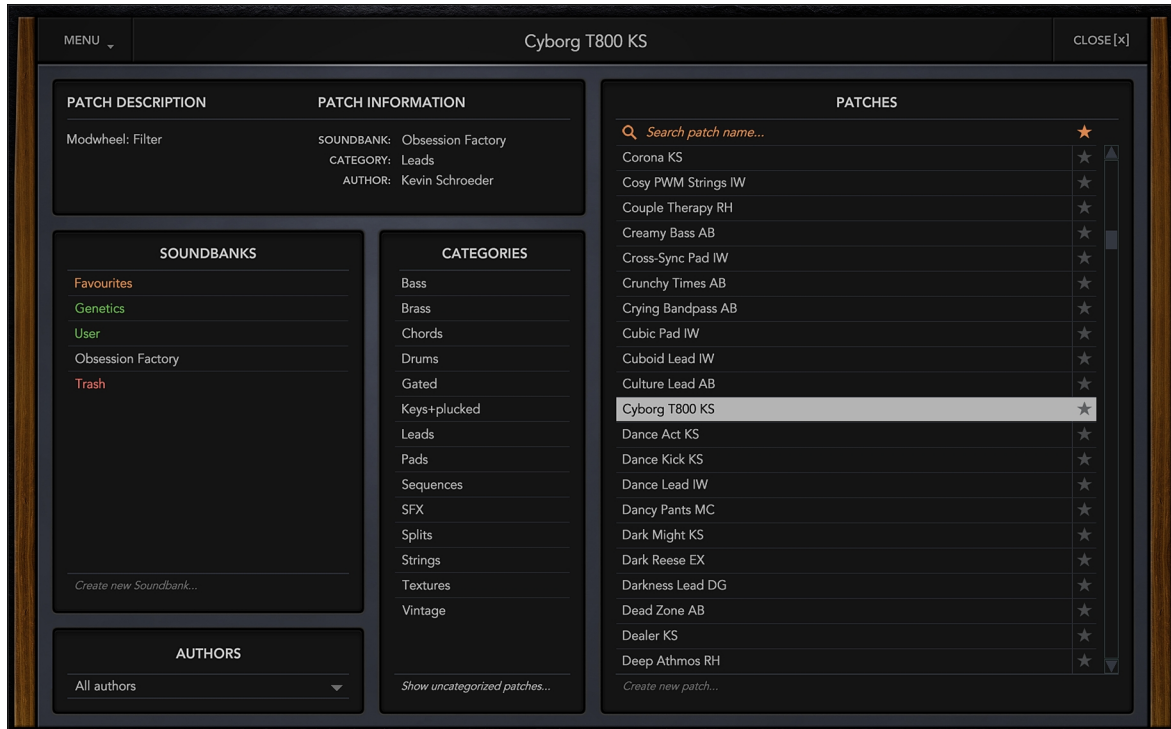 MENU
Cyborg T800 KS
CLOSE[x]
PATCH DESCRIPTION
Modwheel: Filter
PATCH INFORMATION
SOUNDBANK: Obsession Factory
CATEGORY: Leads
AUTHOR: Kevin Schroeder
SOUNDBANKS
Favourites
Genetics
User
Obsession Factory
Trash
Create new Soundbank...
AUTHORS
All authors
CATEGORIES
Bass
Brass
Chords
Drums
Gated
Keys+plucked
Leads
Pads
Sequences
SFX
Splits
Strings
Textures
Vintage
Show uncategorized patches...
PATCHES
Search patch name...
Corona KS
Cosy PWM Strings IW
Couple Therapy RH
Creamy Bass AB
Cross-Sync Pad IW
Crunchy Times AB
Crying Bandpass AB
Cubic Pad IW
Cuboid Lead IW
Culture Lead AB
Cyborg T800 KS
Dance Act KS
Dance Kick KS
Dance Lead IW
Dancy Pants MC
Dark Might KS
Dark Reese EX
Darkness Lead DG
Dead Zone AB
Dealer KS
Deep Athmos RH
Create new patch...